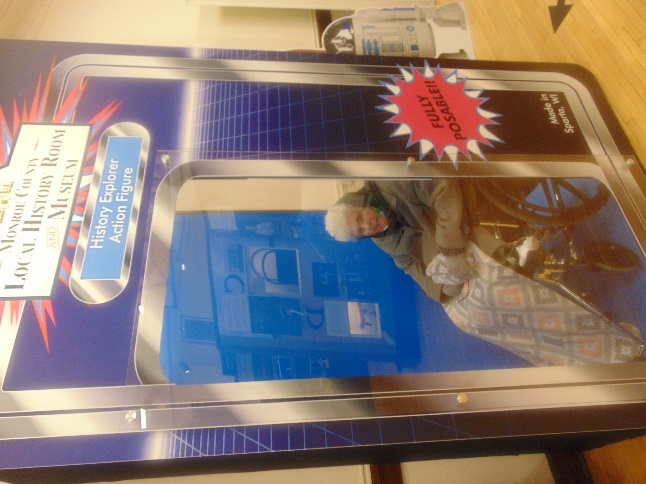 MONROE COUNTY
LOCAL HISTORY ROOM
AND MUSEUM
History Explorer
Action Figure
FULLY
POSABLE!!
Made in
Sparta, WI